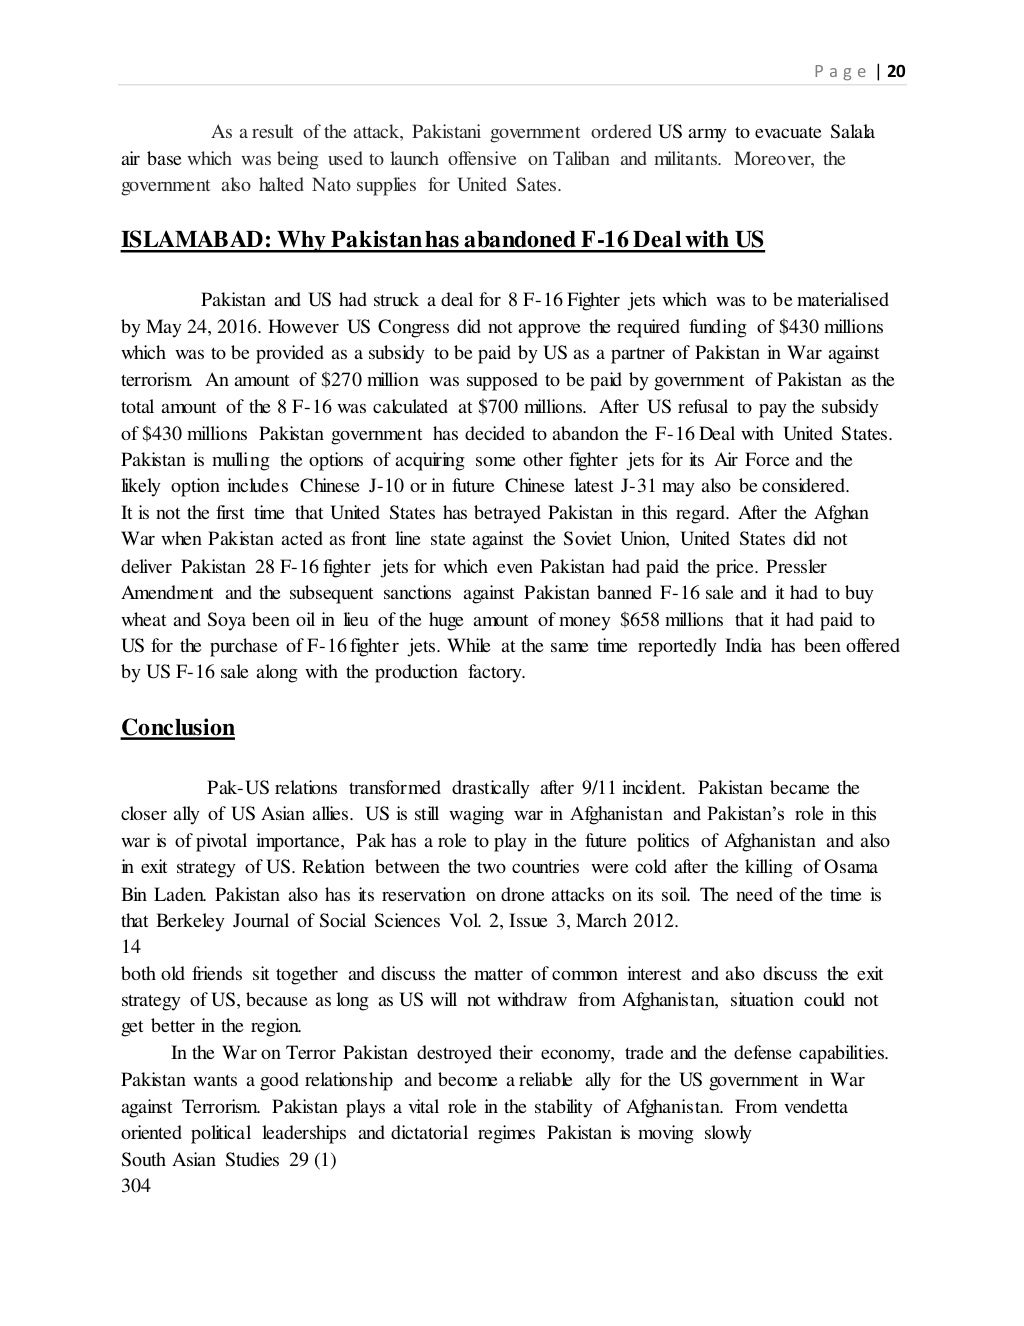 Page | 20
As a result of the attack, Pakistani government ordered US army to evacuate Salala
air base which was being used to launch offensive on Taliban and militants. Moreover, the
government also halted Nato supplies for United Sates.
ISLAMABAD: Why Pakistan has abandoned F-16 Deal with US
Pakistan and US had struck a deal for 8 F-16 Fighter jets which was to be materialised
by May 24, 2016. However US Congress did not approve the required funding of $430 millions
which was to be provided as a subsidy to be paid by US as a partner of Pakistan in War against
terrorism. An amount of $270 million was supposed to be paid by government of Pakistan as the
total amount of the 8 F-16 was calculated at $700 millions. After US refusal to pay the subsidy
of $430 millions Pakistan government has decided to abandon the F-16 Deal with United States.
Pakistan is mulling the options of acquiring some other fighter jets for its Air Force and the
likely option includes Chinese J-10 or in future Chinese latest J-31 may also be considered.
It is not the first time that United States has betrayed Pakistan in this regard. After the Afghan
War when Pakistan acted as front line state against the Soviet Union, United States did not
deliver Pakistan 28 F-16 fighter jets for which even Pakistan had paid the price. Pressler
Amendment and the subsequent sanctions against Pakistan banned F-16 sale and it had to buy
wheat and Soya been oil in lieu of the huge amount of money $658 millions that it had paid to
US for the purchase of F-16 fighter jets. While at the same time reportedly India has been offered
by US F-16 sale along with the production factory.
Conclusion
Pak-US relations transformed drastically after 9/11 incident. Pakistan became the
closer ally of US Asian allies. US is still waging war in Afghanistan and Pakistan’s role in this
war is of pivotal importance, Pak has a role to play in the future politics of Afghanistan and also
in exit strategy of US. Relation between the two countries were cold after the killing of Osama
Bin Laden. Pakistan also has its reservation on drone attacks on its soil. The need of the time is
that Berkeley Journal of Social Sciences Vol. 2, Issue 3, March 2012.
14
both old friends sit together and discuss the matter of common interest and also discuss the exit
strategy of US, because as long as US will not withdraw from Afghanistan, situation could not
get better in the region.
In the War on Terror Pakistan destroyed their economy, trade and the defense capabilities.
Pakistan wants a good relationship and become a reliable ally for the US government in War
against Terrorism. Pakistan plays a vital role in the stability of Afghanistan. From vendetta
oriented political leaderships and dictatorial regimes Pakistan is moving slowly
South Asian Studies 29 (1)
304